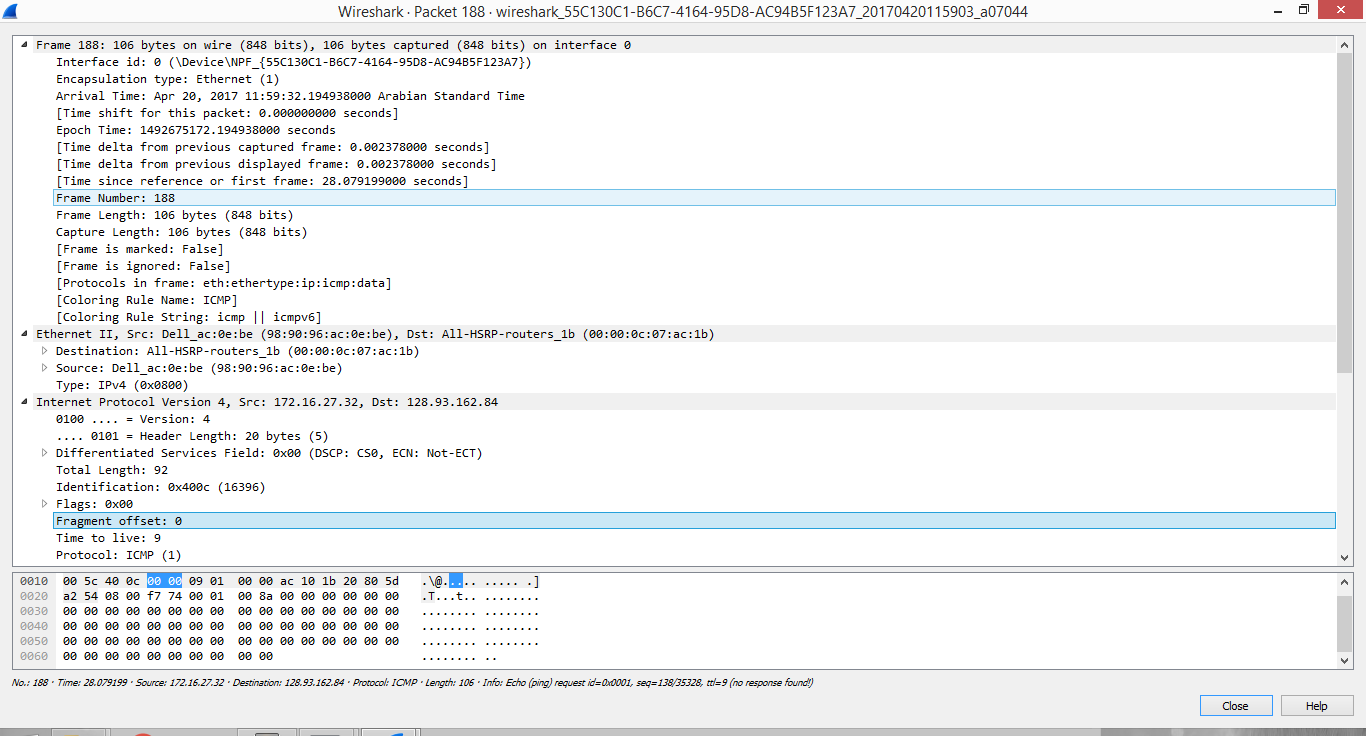 Wireshark · Packet 188 · wireshark_55C130C1-B6C7-4164-95D8-AC94B5F123A7_20170420115903_a07044
Frame 188: 106 bytes on wire (848 bits), 106 bytes captured (848 bits) on interface 0
Interface id: 0 (\Device\NPF_{55C130C1-B6C7-4164-95D8-AC94B5F123A7})
Encapsulation type: Ethernet (1)
Arrival Time: Apr 20, 2017 11:59:32.194938000 Arabian Standard Time
[Time shift for this packet: 0.000000000 seconds]
Epoch Time: 1492675172.194938000 seconds
[Time delta from previous captured frame: 0.002378000 seconds]
[Time delta from previous displayed frame: 0.002378000 seconds]
[Time since reference or first frame: 28.079199000 seconds]
Frame Number: 188
Frame Length: 106 bytes (848 bits)
Capture Length: 106 bytes (848 bits)
[Frame is marked: False]
[Frame is ignored: False]
[Protocols in frame: eth:ethertype:ip:icmp:data]
[Coloring Rule Name: ICMP]
[Coloring Rule String: icmp || icmpv6]
Ethernet II, Src: Dell_ac:0e:be (98:90:96:ac:0e:be), Dst: All-HSRP-routers_1b (00:00:0c:07:ac:1b)
Destination: All-HSRP-routers_1b (00:00:0c:07:ac:1b)
Source: Dell_ac:0e:be (98:90:96:ac:0e:be)
Type: IPv4 (0x0800)
Internet Protocol Version 4, Src: 172.16.27.32, Dst: 128.93.162.84
0100 .... = Version: 4
.... 0101 = Header Length: 20 bytes (5)
Differentiated Services Field: 0x00 (DSCP: CS0, ECN: Not-ECT)
Total Length: 92
Identification: 0x400c (16396)
Flags: 0x00
Fragment offset: 0
Time to live: 9
Protocol: ICMP (1)
0010 00 5c 40 0c 00 00 09 01 00 00 ac 10 1b 20 80 5d .\@..... ..... .]
0020 a2 54 08 00 f7 74 00 01 00 8a 00 00 00 00 00 00 .T...t.. ........
0030 00 00 00 00 00 00 00 00 00 00 00 00 00 00 00 00 ........ ........
0040 00 00 00 00 00 00 00 00 00 00 00 00 00 00 00 00 ........ ........
0050 00 00 00 00 00 00 00 00 00 00 00 00 00 00 00 00 ........ ........
0060 00 00 00 00 00 00 00 00 00 00 ........ ..
No.: 188 · Time: 28.079199 · Source: 172.16.27.32 · Destination: 128.93.162.84 · Protocol: ICMP · Length: 106 · Info: Echo (ping) request id=0x0001, seq=138/35328, ttl=9 (no response found!)
Close Help